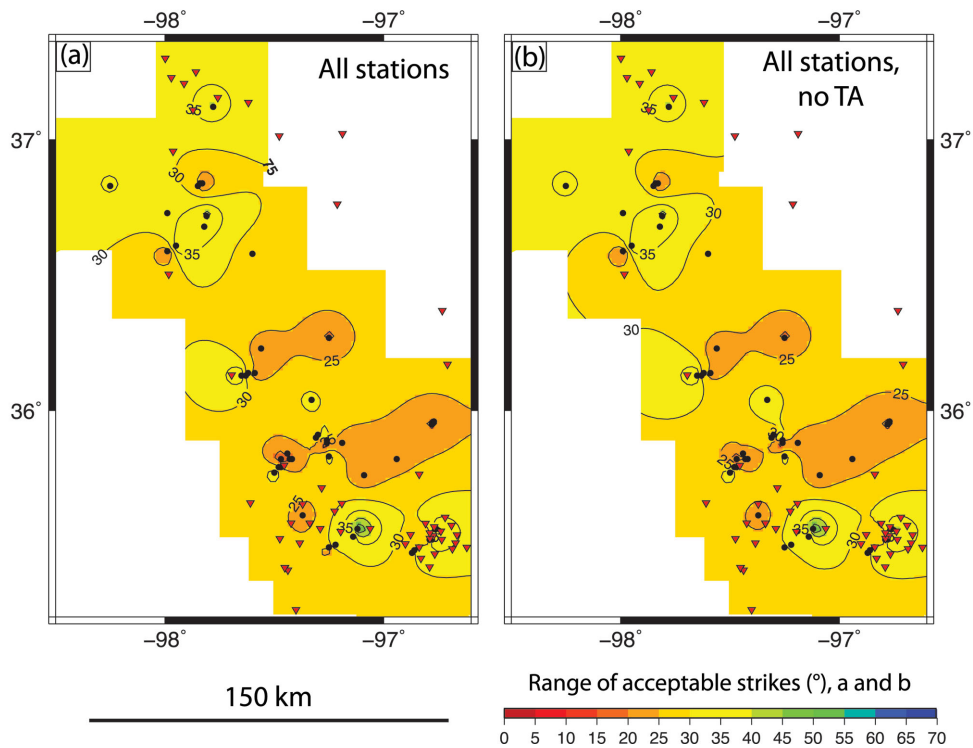 −98° −97° −98° −97°
(a) All stations (b) All stations,
no TA
35 35
37° 37°
30 75
30
30 35 35
30
25 25
30
36° 36°
25
25 30
25
25
35 30 35 30
−98° −97° −98° −97°
150 km
Range of acceptable strikes (°), a and b
0 5 10 15 20 25 30 35 40 45 50 55 60 65 70